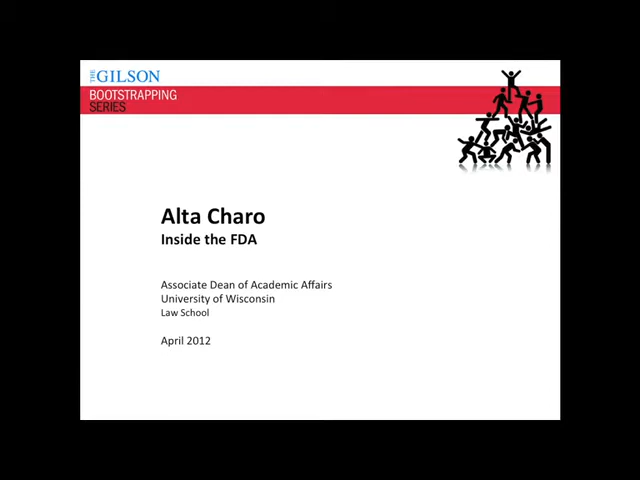 THE GILSON
BOOTSTRAPPING
SERIES
Alta Charo
Inside the FDA
Associate Dean of Academic Affairs
University of Wisconsin
Law School
April 2012